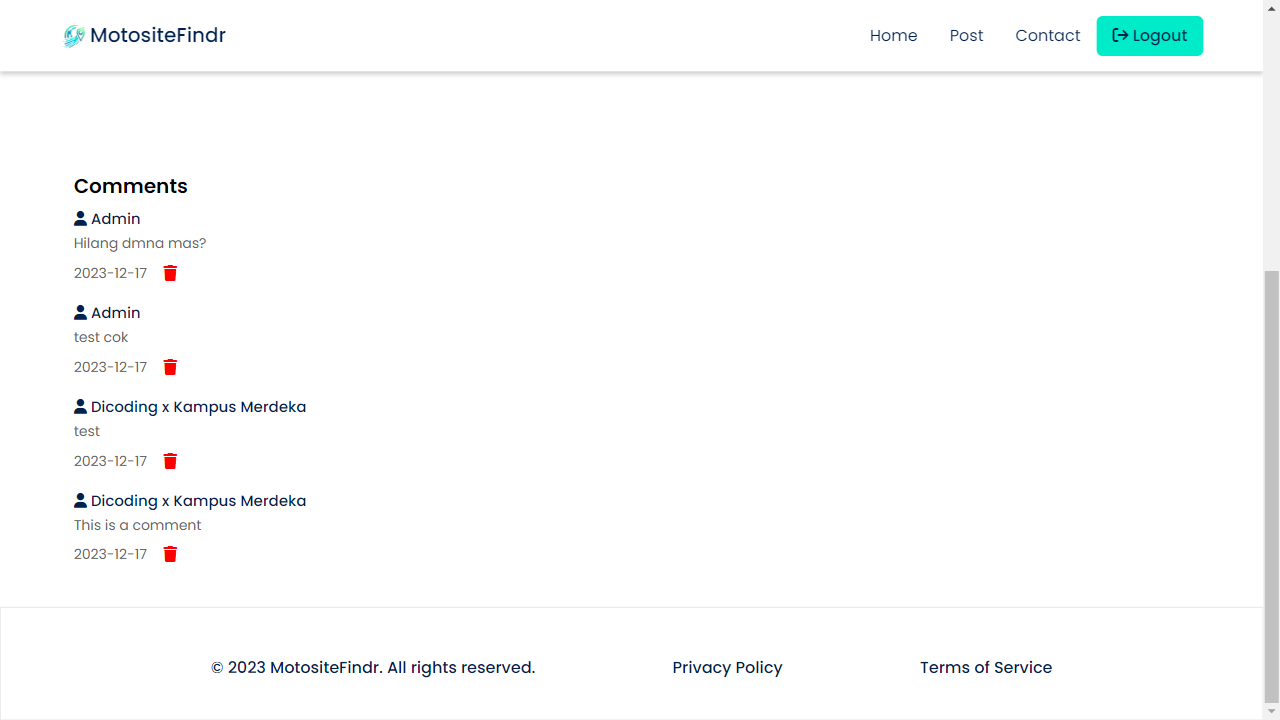 MotositeFindr
Home
Post
Contact
Logout
Comments
Admin
Hilang dmna mas?
2023-12-17
Admin
test cok
2023-12-17
Dicoding x Kampus Merdeka
test
2023-12-17
Dicoding x Kampus Merdeka
This is a comment
2023-12-17
© 2023 MotositeFindr. All rights reserved.
Privacy Policy
Terms of Service